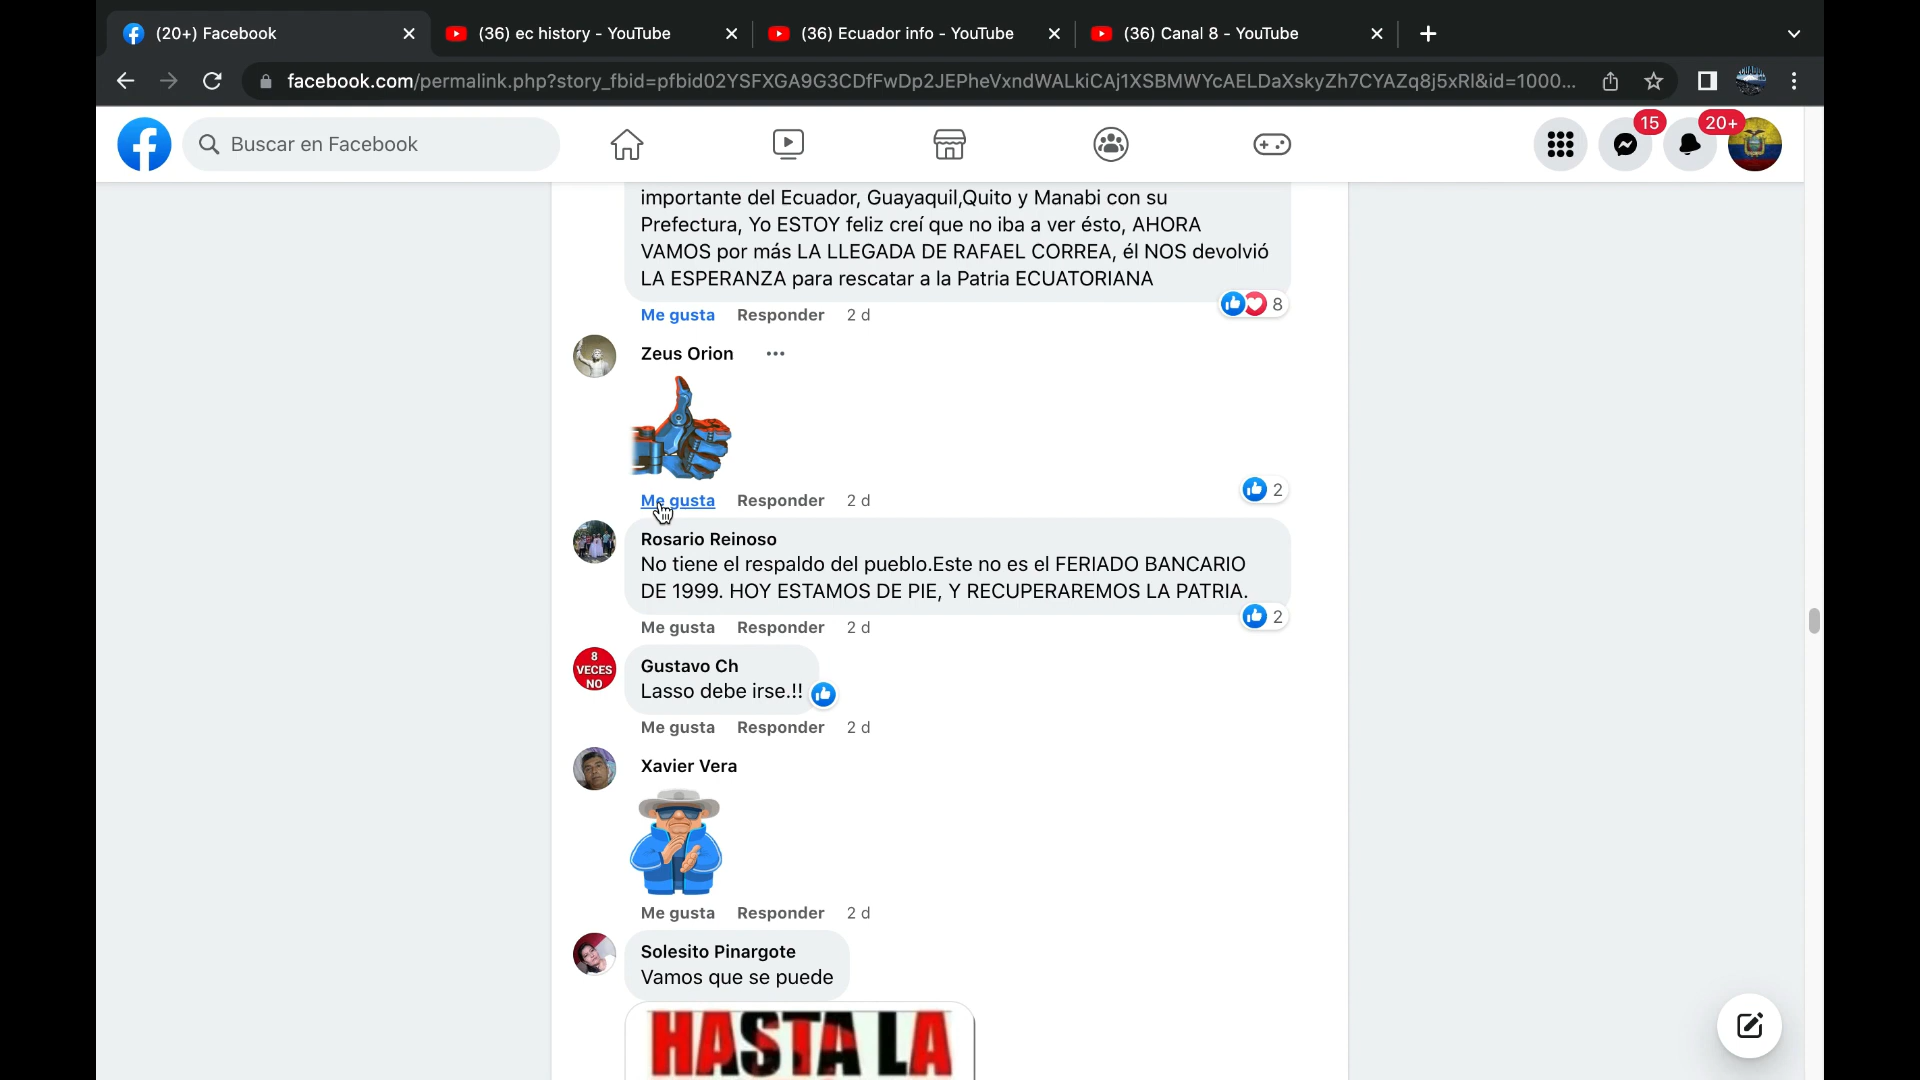 (20+) Facebook
(36) ec history - YouTube
(36) Ecuador info - YouTube
(36) Canal 8 - YouTube
facebook.com/permalink.php?story_fbid=pfbid02YSFXGA9G3CDfFwDp2JEPheVxndWALkiCAj1XSBMWYcAELDaXskyZh7CYAZq8j5xRl&id=1000...
Buscar en Facebook
15
20+
importante del Ecuador, Guayaquil,Quito y Manabi con su
Prefectura, Yo ESTOY feliz creí que no iba a ver ésto, AHORA
VAMOS por más LA LLEGADA DE RAFAEL CORREA, él NOS devolvió
LA ESPERANZA para rescatar a la Patria ECUATORIANA
8
Me gusta Responder 2 d
Zeus Orion
2
Me gusta Responder 2 d
Rosario Reinoso
No tiene el respaldo del pueblo.Este no es el FERIADO BANCARIO
DE 1999. HOY ESTAMOS DE PIE, Y RECUPERAREMOS LA PATRIA.
2
Me gusta Responder 2 d
8
VECES
NO
Gustavo Ch
Lasso debe irse.!!
Me gusta Responder 2 d
Xavier Vera
Me gusta Responder 2 d
Solesito Pinargote
Vamos que se puede
HASTA LA